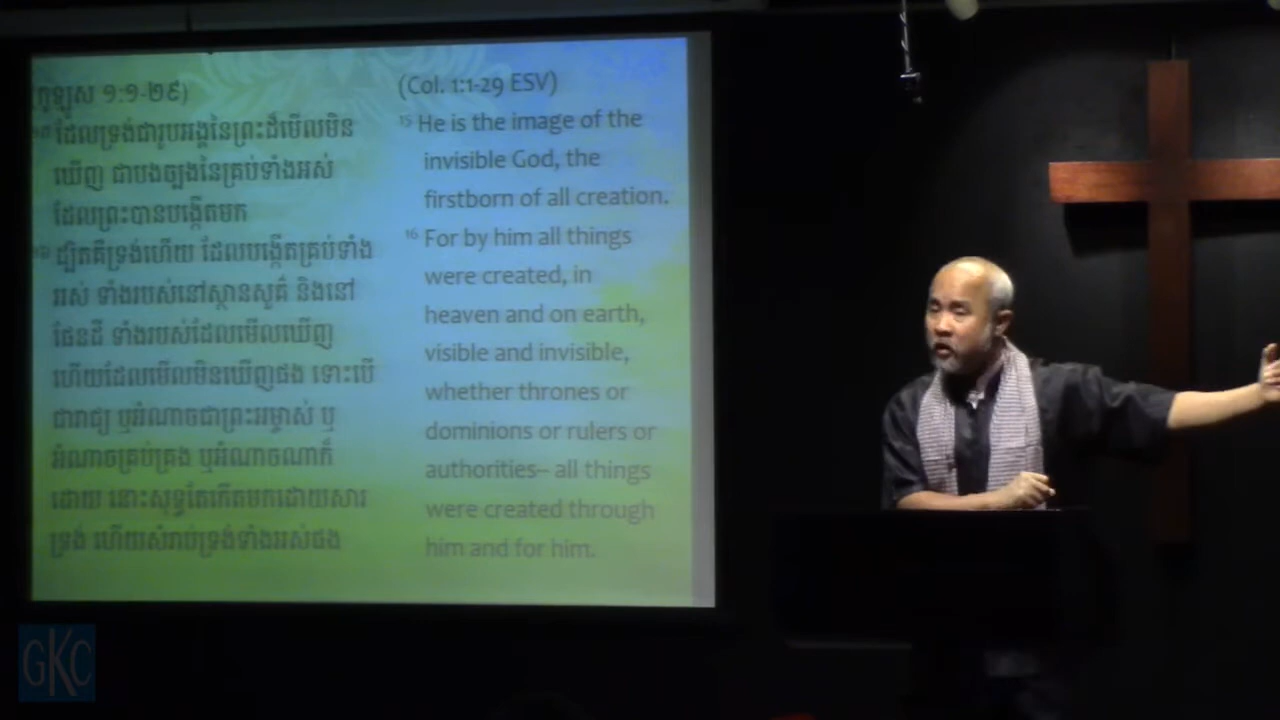 កូឡុស ១:១-២៩)
ដែលទ្រង់ជារូបអង្គនៃព្រះដ៏មើលមិន
ឃើញ ជាបងច្បងនៃគ្រប់ទាំងអស់
ដែលព្រះបានបង្កើតមក
ដ្បិតគឺទ្រង់ហើយ ដែលបង្កើតគ្រប់ទាំង
អស់ ទាំងរបស់នៅស្ថានសួគ៌ និងនៅ
ផែនដី ទាំងរបស់ដែលមើលឃើញ
ហើយដែលមើលមិនឃើញផង ទោះបើ
ជារាជ្យ ឬអំណាចជាព្រះអម្ចាស់ ឬ
អំណាចគ្រប់គ្រង ឬអំណាចណាក៏
ដោយ នោះសុទ្ធតែកើតមកដោយសារ
ទ្រង់ ហើយសំរាប់ទ្រង់ទាំងអស់ផង
(Col. 1:1-29 ESV)
15 He is the image of the
invisible God, the
firstborn of all creation.
16 For by him all things
were created, in
heaven and on earth,
visible and invisible,
whether thrones or
dominions or rulers or
authorities– all things
were created through
him and for him.
GKC